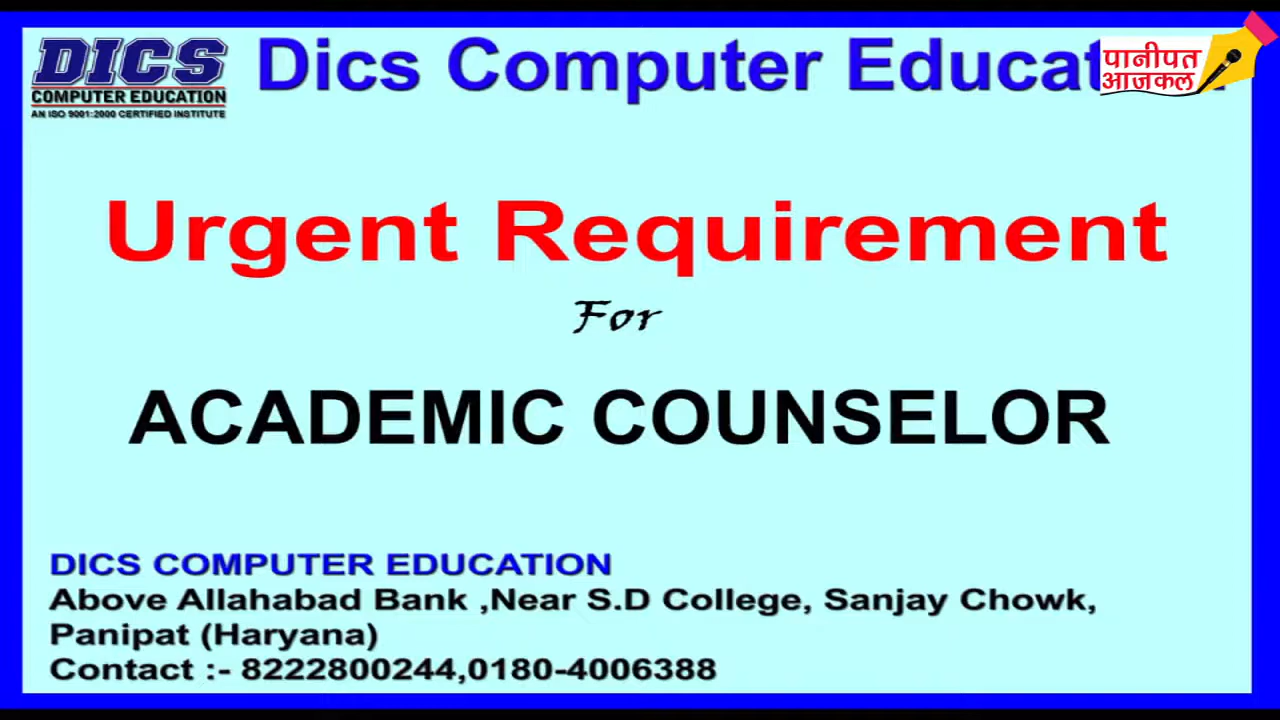 DICS
COMPUTER EDUCATION
AN ISO 9001:2000 CERTIFIED INSTITUTE
Dics Computer
पानीपत
आजकल
Urgent Requirement
For
ACADEMIC COUNSELOR
DICS COMPUTER EDUCATION
Above Allahabad Bank ,Near S.D College, Sanjay Chowk,
Panipat (Haryana)
Contact :- 8222800244,0180-4006388